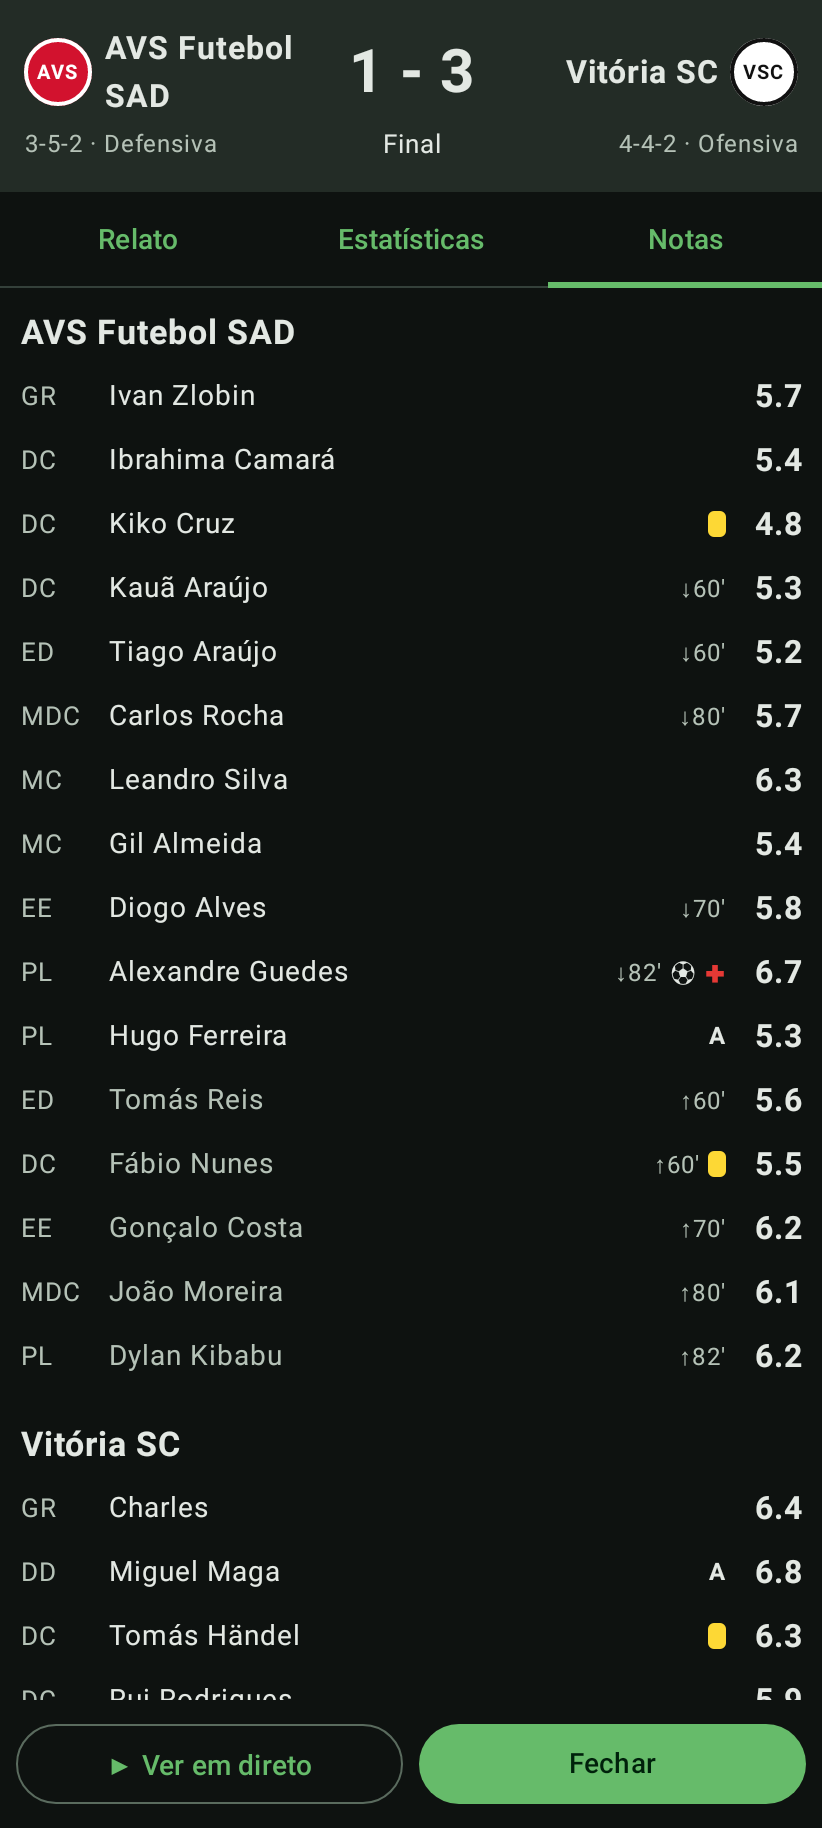 AVS
AVS Futebol SAD
1 - 3
Vitória SC
VSC
3-5-2 · Defensiva
Final
4-4-2 · Ofensiva
Relato
Estatísticas
Notas
AVS Futebol SAD
GR Ivan Zlobin 5.7
DC Ibrahima Camará 5.4
DC Kiko Cruz 4.8
DC Kauã Araújo ↓60' 5.3
ED Tiago Araújo ↓60' 5.2
MDC Carlos Rocha ↓80' 5.7
MC Leandro Silva 6.3
MC Gil Almeida 5.4
EE Diogo Alves ↓70' 5.8
PL Alexandre Guedes ↓82' 6.7
PL Hugo Ferreira A 5.3
ED Tomás Reis ↑60' 5.6
DC Fábio Nunes ↑60' 5.5
EE Gonçalo Costa ↑70' 6.2
MDC João Moreira ↑80' 6.1
PL Dylan Kibabu ↑82' 6.2
Vitória SC
GR Charles 6.4
DD Miguel Maga A 6.8
DC Tomás Händel 6.3
DC Rui Rodrigues 5.9
► Ver em direto
Fechar